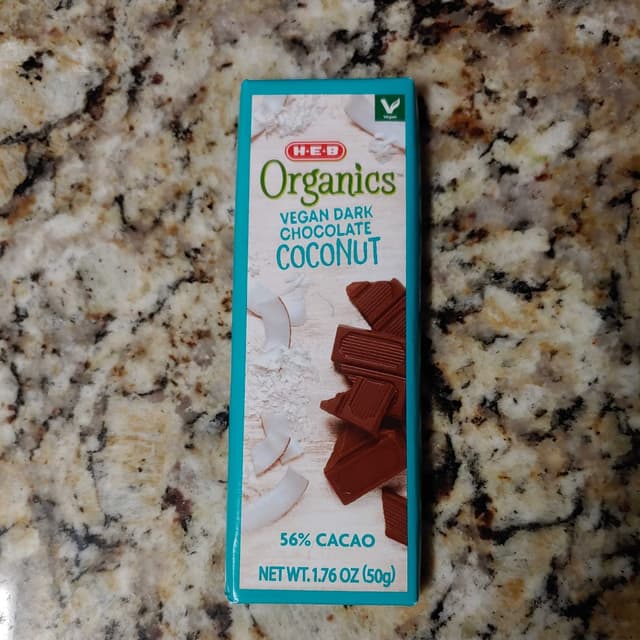 Vegan
H-E-B
Organics
VEGAN DARK
CHOCOLATE
COCONUT
56% CACAO
NET WT. 1.76 OZ (50g)